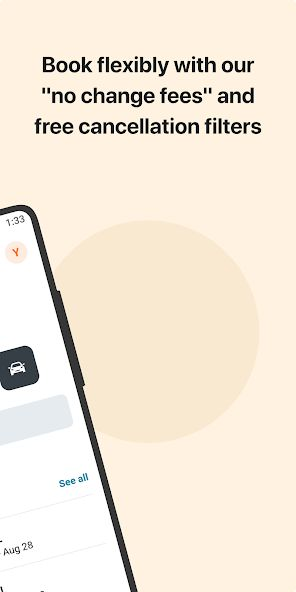 Book flexibly with our
"no change fees" and
free cancellation filters
1:33
Y
See all
Aug 28